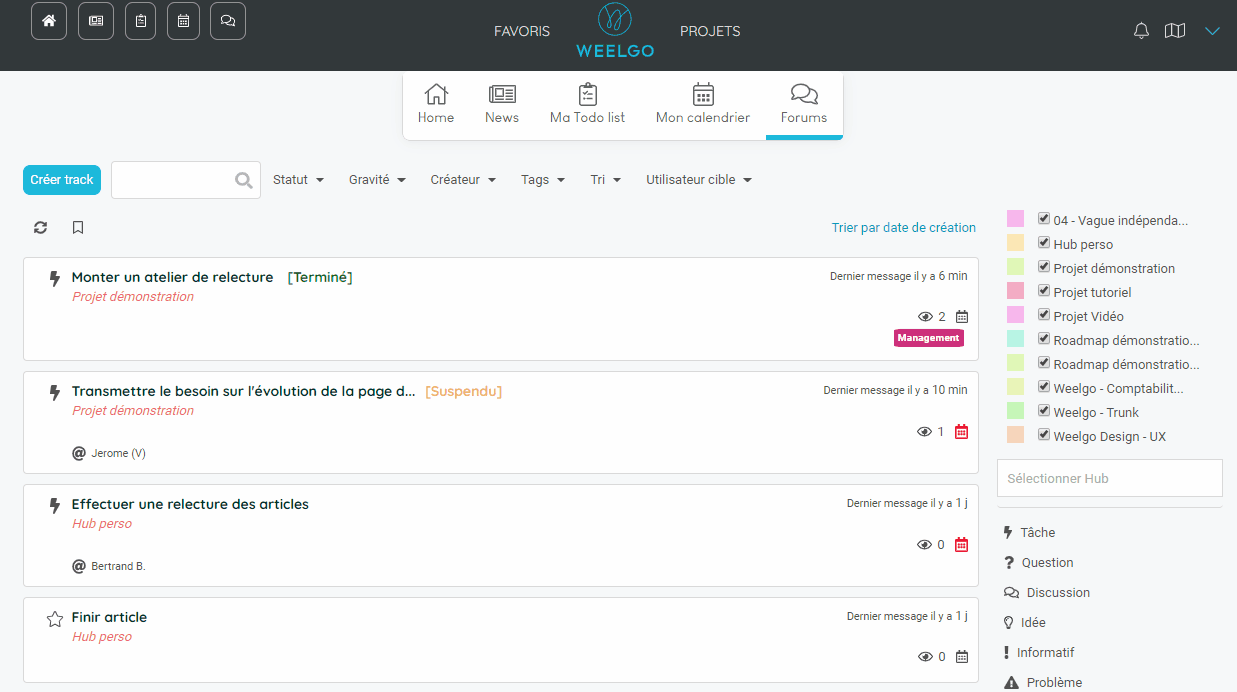 FAVORIS
WEELGO
PROJETS
Home
News
Ma Todo list
Mon calendrier
Forums
Créer track
Statut
Gravité
Créateur
Tags
Tri
Utilisateur cible
Trier par date de création
Monter un atelier de relecture [Terminé]
Dernier message il y a 6 min
Projet démonstration
2
Management
Transmettre le besoin sur l'évolution de la page d... [Suspendu]
Dernier message il y a 10 min
Projet démonstration
1
@ Jerome (V)
Effectuer une relecture des articles
Dernier message il y a 1 j
Hub perso
0
@ Bertrand B.
Finir article
Dernier message il y a 1 j
Hub perso
0
04 - Vague indépenda...
Hub perso
Projet démonstration
Projet tutoriel
Projet Vidéo
Roadmap démonstratio...
Roadmap démonstratio...
Weelgo - Comptabilit...
Weelgo - Trunk
Weelgo Design - UX
Sélectionner Hub
Tâche
? Question
Discussion
Idée
! Informatif
Problème